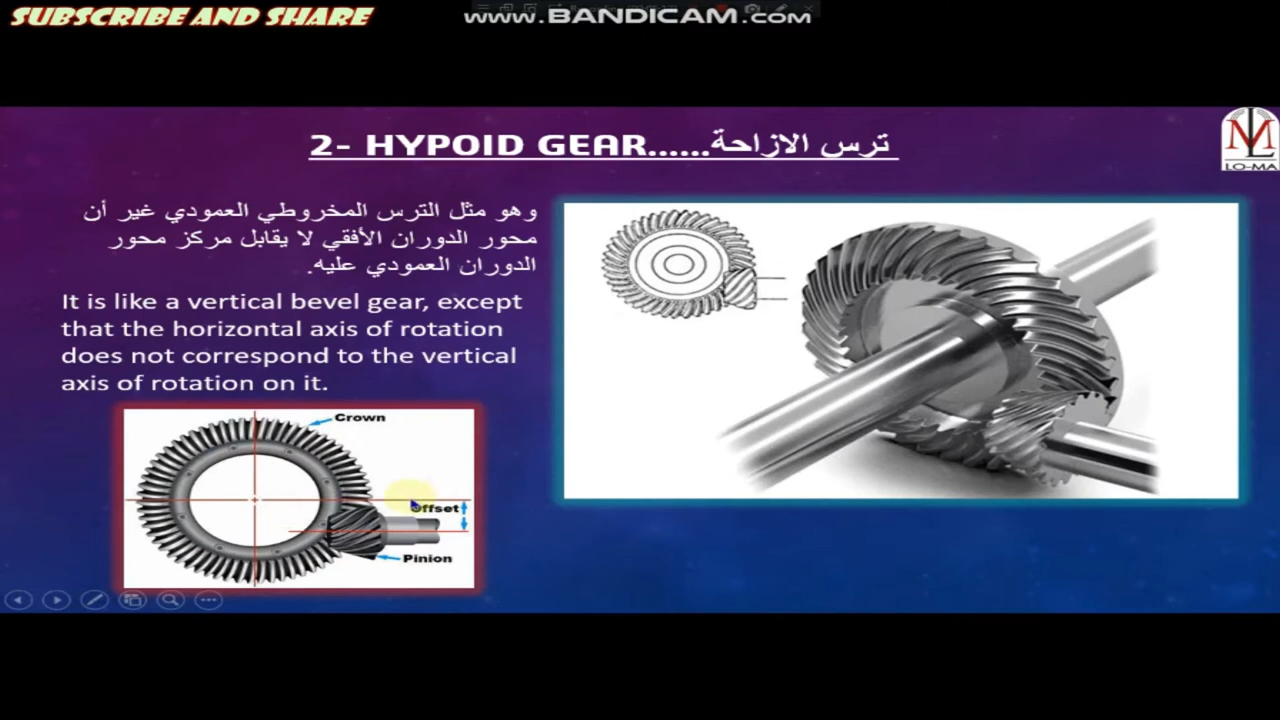 SUBSCRIBE AND SHARE
www.BANDICAM.com
2- HYPOID GEAR......ترس الازاحة
LO-MA
وهو مثل الترس المخروطي العمودي غير أن
محور الدوران الأفقي لا يقابل مركز محور
الدوران العمودي عليه.
It is like a vertical bevel gear, except
that the horizontal axis of rotation
does not correspond to the vertical
axis of rotation on it.
Crown
Offset
Pinion